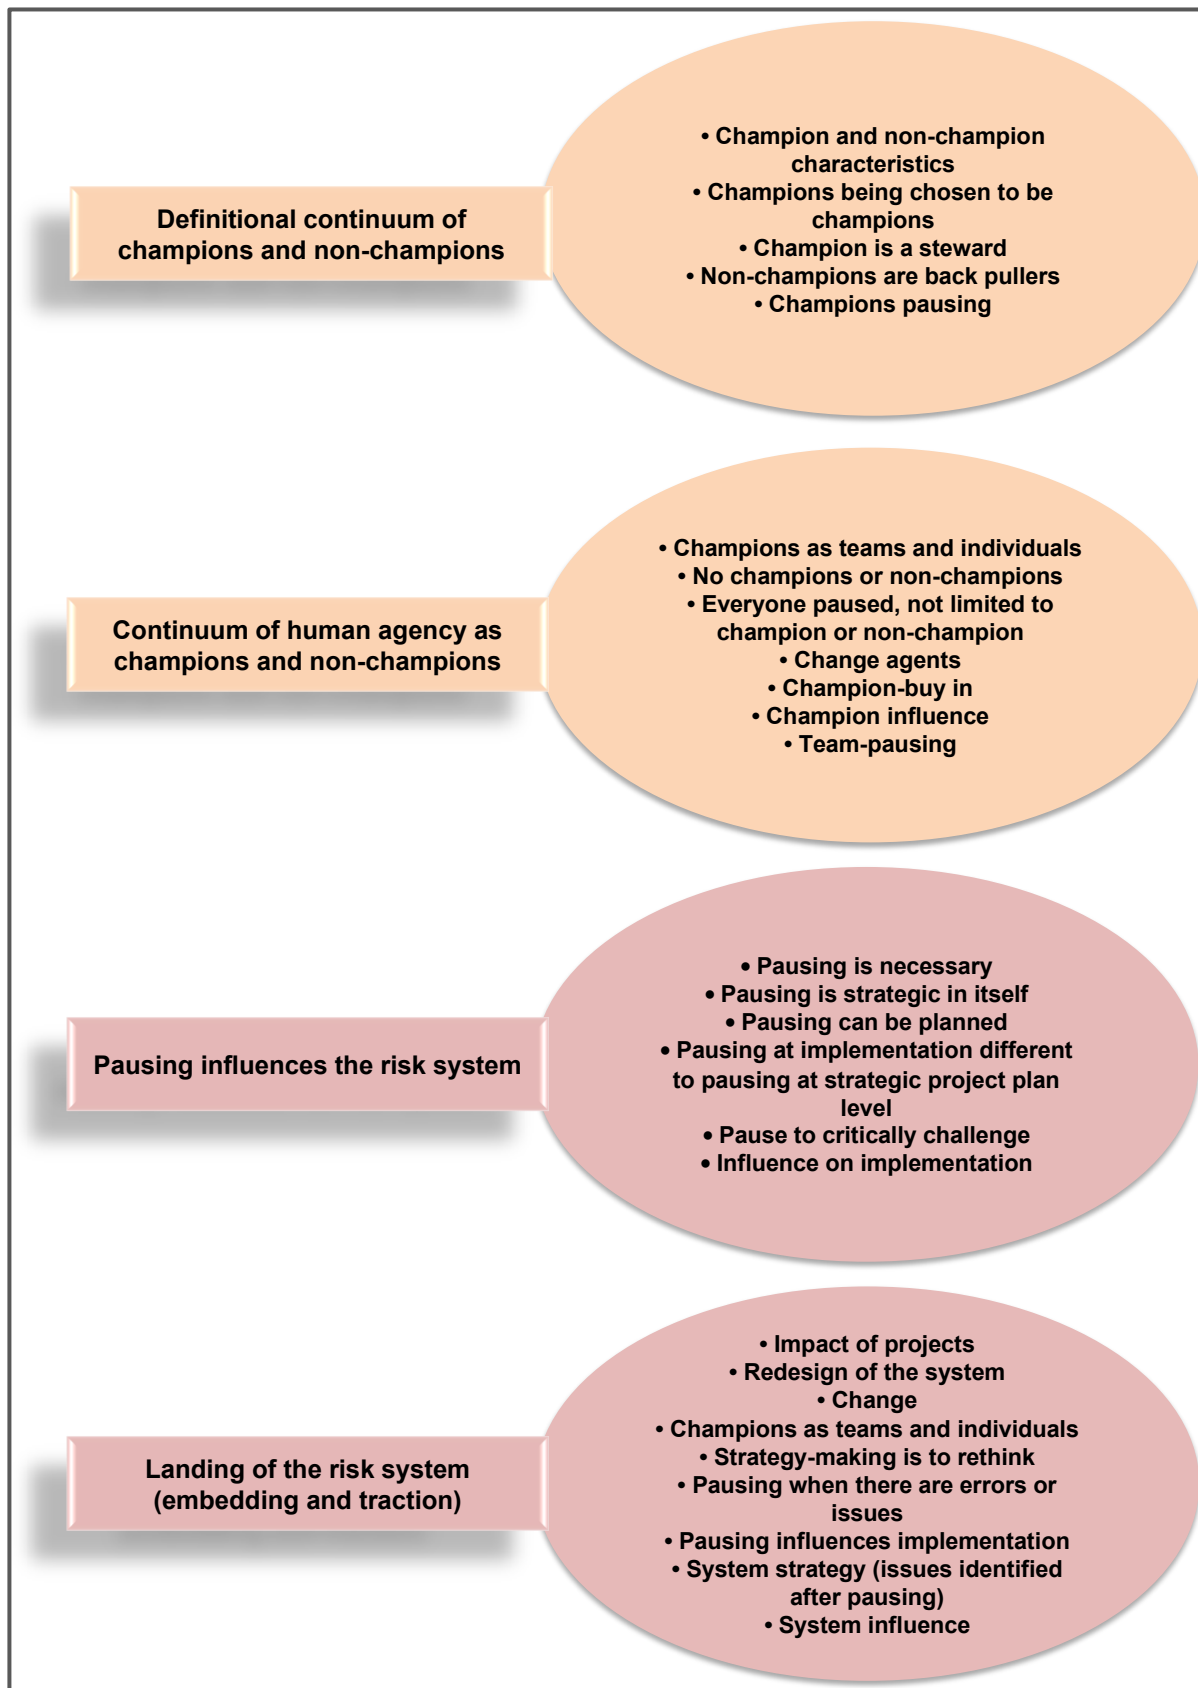 Definitional continuum of
champions and non-champions
• Champion and non-champion
characteristics
• Champions being chosen to be
champions
• Champion is a steward
• Non-champions are back pullers
• Champions pausing
Continuum of human agency as
champions and non-champions
• Champions as teams and individuals
• No champions or non-champions
• Everyone paused, not limited to
champion or non-champion
• Change agents
• Champion-buy in
• Champion influence
• Team-pausing
Pausing influences the risk system
• Pausing is necessary
• Pausing is strategic in itself
• Pausing can be planned
• Pausing at implementation different
to pausing at strategic project plan
level
• Pause to critically challenge
• Influence on implementation
Landing of the risk system
(embedding and traction)
• Impact of projects
• Redesign of the system
• Change
• Champions as teams and individuals
• Strategy-making is to rethink
• Pausing when there are errors or
issues
• Pausing influences implementation
• System strategy (issues identified
after pausing)
• System influence